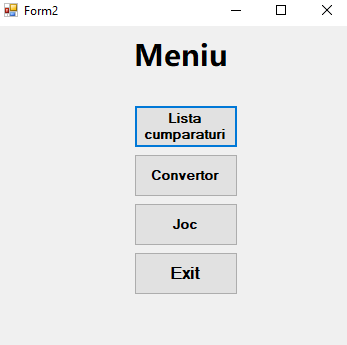 Form2
Meniu
Lista
cumparaturi
Convertor
Joc
Exit